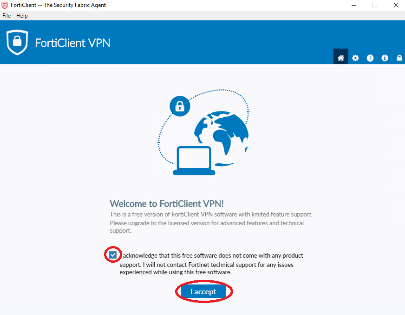 FortiClient -- The Security Fabric Agent
File Help
FortiClient VPN
Welcome to FortiClient VPN!
This is a free version of FortiClient VPN software with limited feature support.
Please upgrade to the licensed version for advanced features and technical
support.
I acknowledge that this free software does not come with any product
support. I will not contact Fortinet technical support for any issues
experienced while using this free software.
I accept